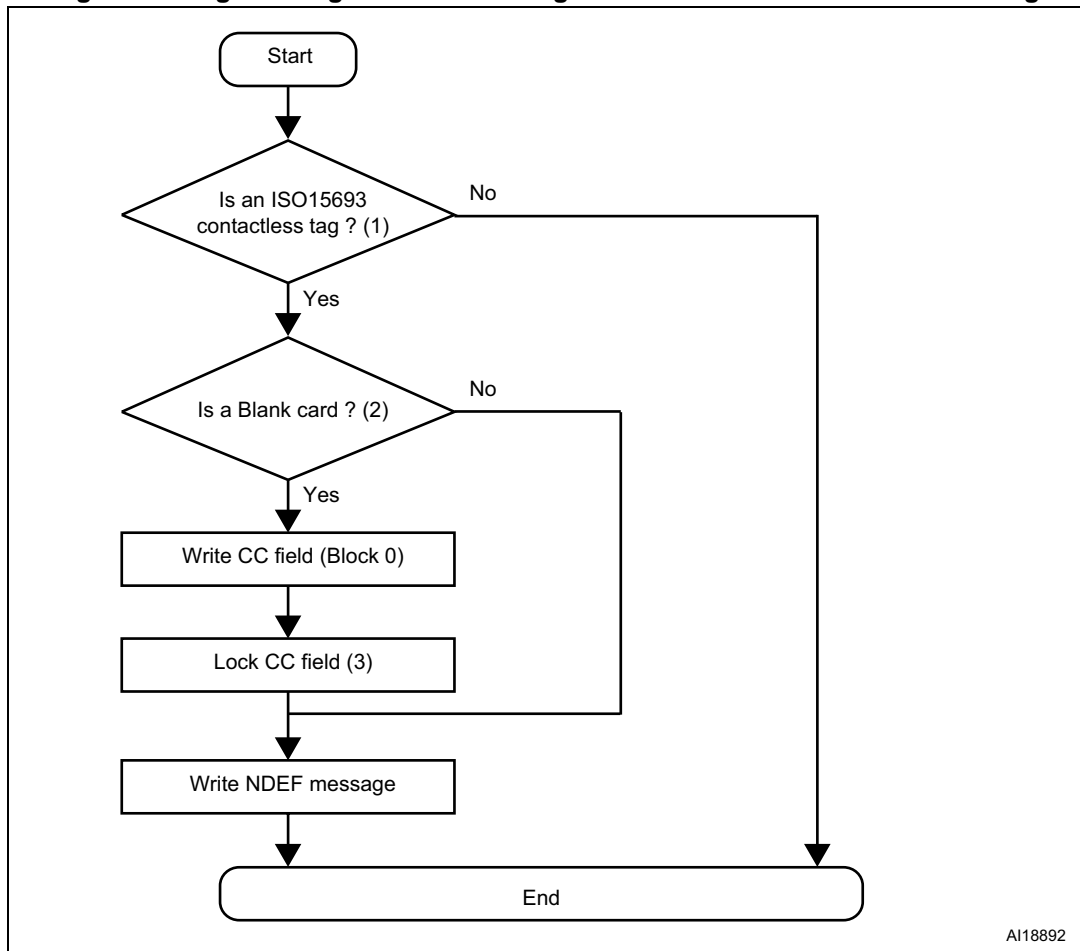 Start
Is an ISO15693
contactless tag ? (1)
No
Yes
Is a Blank card ? (2)
No
Yes
Write CC field (Block 0)
Lock CC field (3)
Write NDEF message
End
AI18892